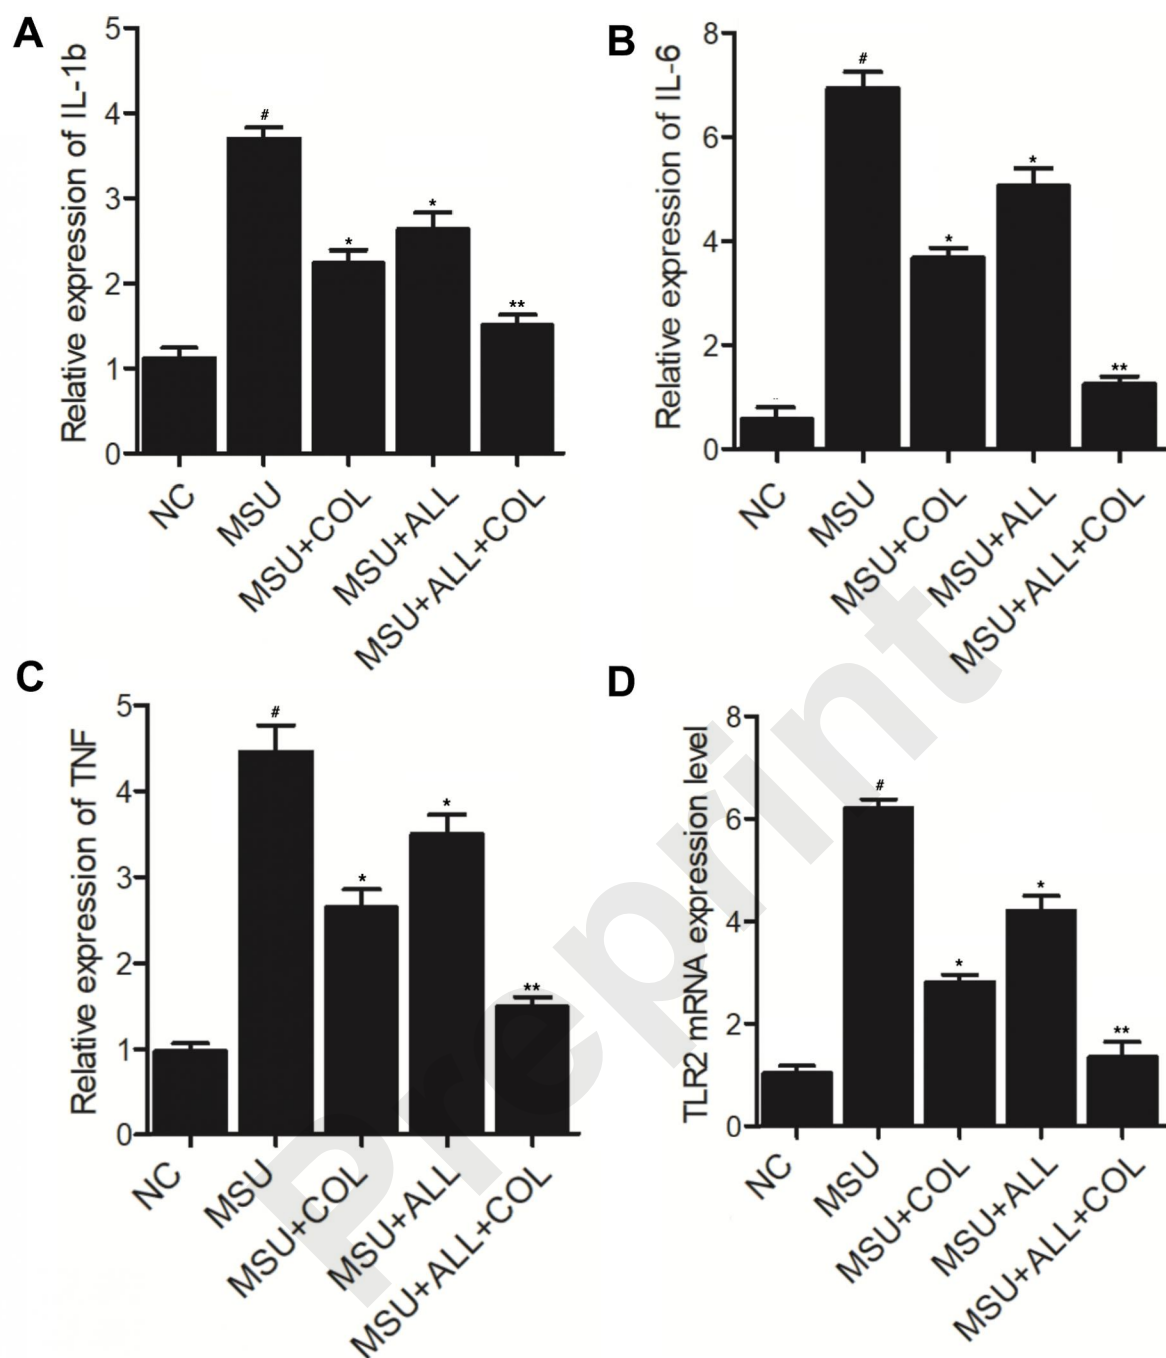 A
Relative expression of IL-1b
5
4
3
2
1
0
#
*
*
**
NC
MSU
MSU+COL
MSU+ALL
MSU+ALL+COL
B
Relative expression of IL-6
8
6
4
2
0
#
*
*
**
NC
MSU
MSU+COL
MSU+ALL
MSU+ALL+COL
C
Relative expression of TNF
5
4
3
2
1
0
#
*
*
**
NC
MSU
MSU+COL
MSU+ALL
MSU+ALL+COL
D
TLR2 mRNA expression level
8
6
4
2
0
#
*
*
**
NC
MSU
MSU+COL
MSU+ALL
MSU+ALL+COL
Preprint